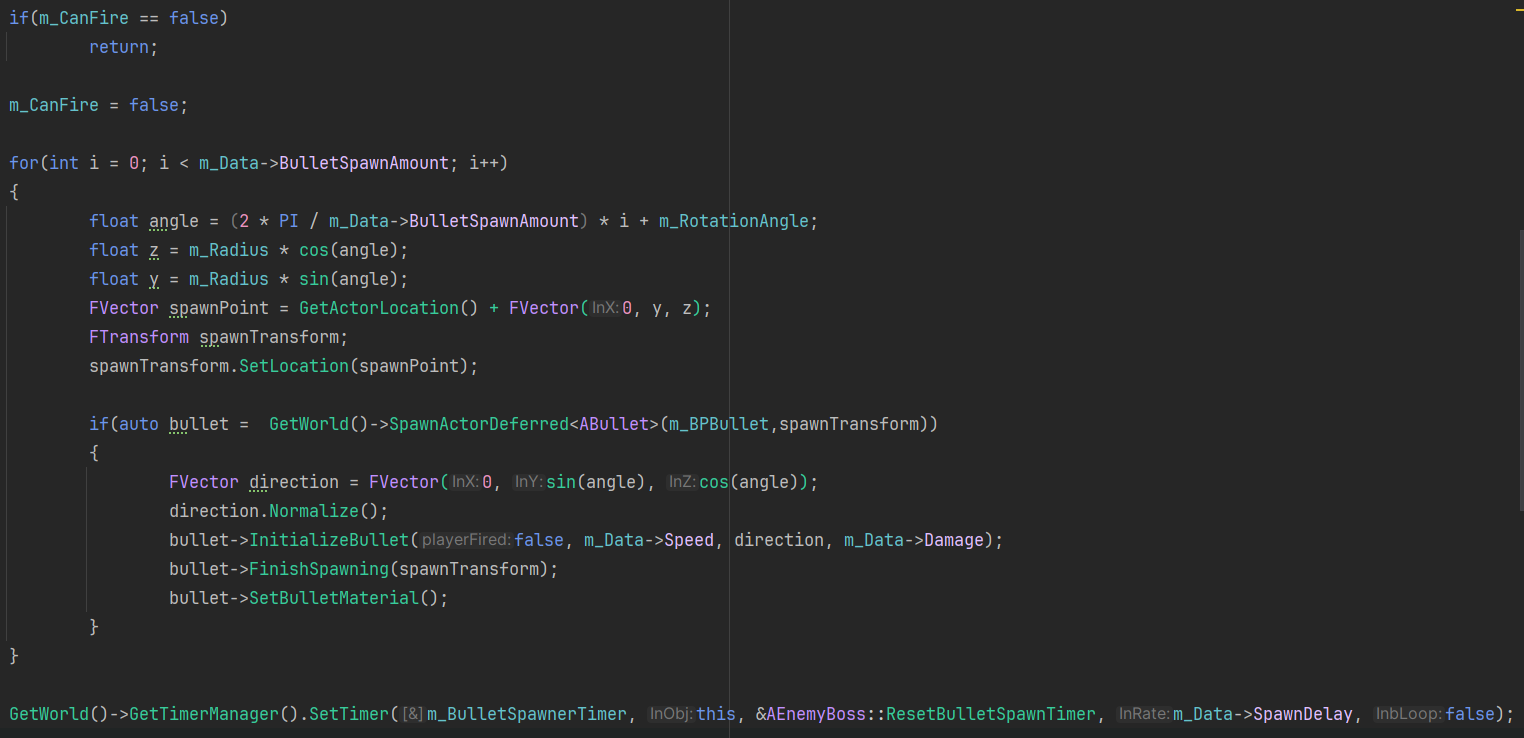 if(m_CanFire == false)
return;
m_CanFire = false;
for(int i = 0; i < m_Data->BulletSpawnAmount; i++)
{
float angle = (2 * PI / m_Data->BulletSpawnAmount) * i + m_RotationAngle;
float z = m_Radius * cos(angle);
float y = m_Radius * sin(angle);
FVector spawnPoint = GetActorLocation() + FVector(InX:0, y, z);
FTransform spawnTransform;
spawnTransform.SetLocation(spawnPoint);
if(auto bullet =  GetWorld()->SpawnActorDeferred<ABullet>(m_BPBullet,spawnTransform))
{
FVector direction = FVector(InX:0, InY:sin(angle), InZ:cos(angle));
direction.Normalize();
bullet->InitializeBullet(playerFired:false, m_Data->Speed, direction, m_Data->Damage);
bullet->FinishSpawning(spawnTransform);
bullet->SetBulletMaterial();
}
}
GetWorld()->GetTimerManager().SetTimer([&]m_BulletSpawnerTimer, InObj:this, &AEnemyBoss::ResetBulletSpawnTimer, InRate:m_Data->SpawnDelay, InbLoop:false);